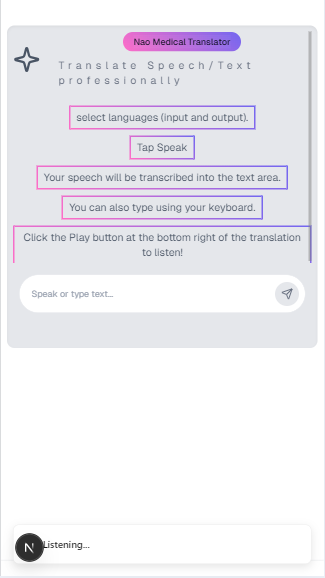 Nao Medical Translator
Translate Speech/Text
professionally
select languages (input and output).
Tap Speak
Your speech will be transcribed into the text area.
You can also type using your keyboard.
Click the Play button at the bottom right of the translation
to listen!
Speak or type text...
N
Listening...